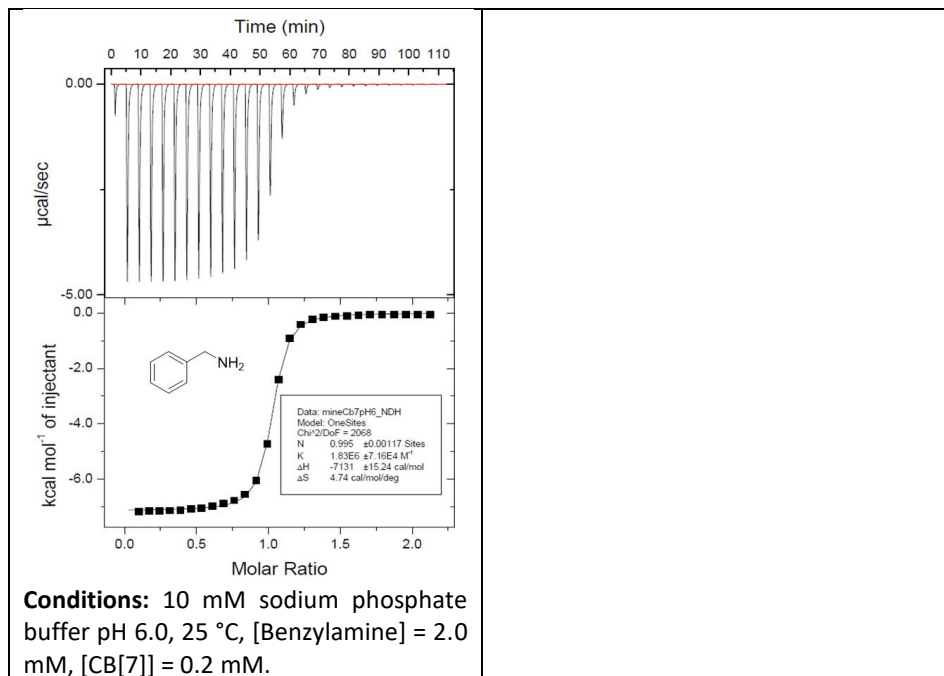 Time (min)
0 10 20 30 40 50 60 70 80 90 100 110
0.00
µcal/sec
-5.00
0.0
-2.0
-4.0
-6.0
kcal mol⁻¹ of injectant
NH₂
Data: mineCb7pH6_NDH
Model: OneSites
Chi^2/DoF = 2068
N 0.995 ±0.00117 Sites
K 1.83E6 ±7.16E4 M⁻¹
ΔH -7131 ±15.24 cal/mol
ΔS 4.74 cal/mol/deg
0.0 0.5 1.0 1.5 2.0
Molar Ratio
Conditions: 10 mM sodium phosphate
buffer pH 6.0, 25 °C, [Benzylamine] = 2.0
mM, [CB[7]] = 0.2 mM.